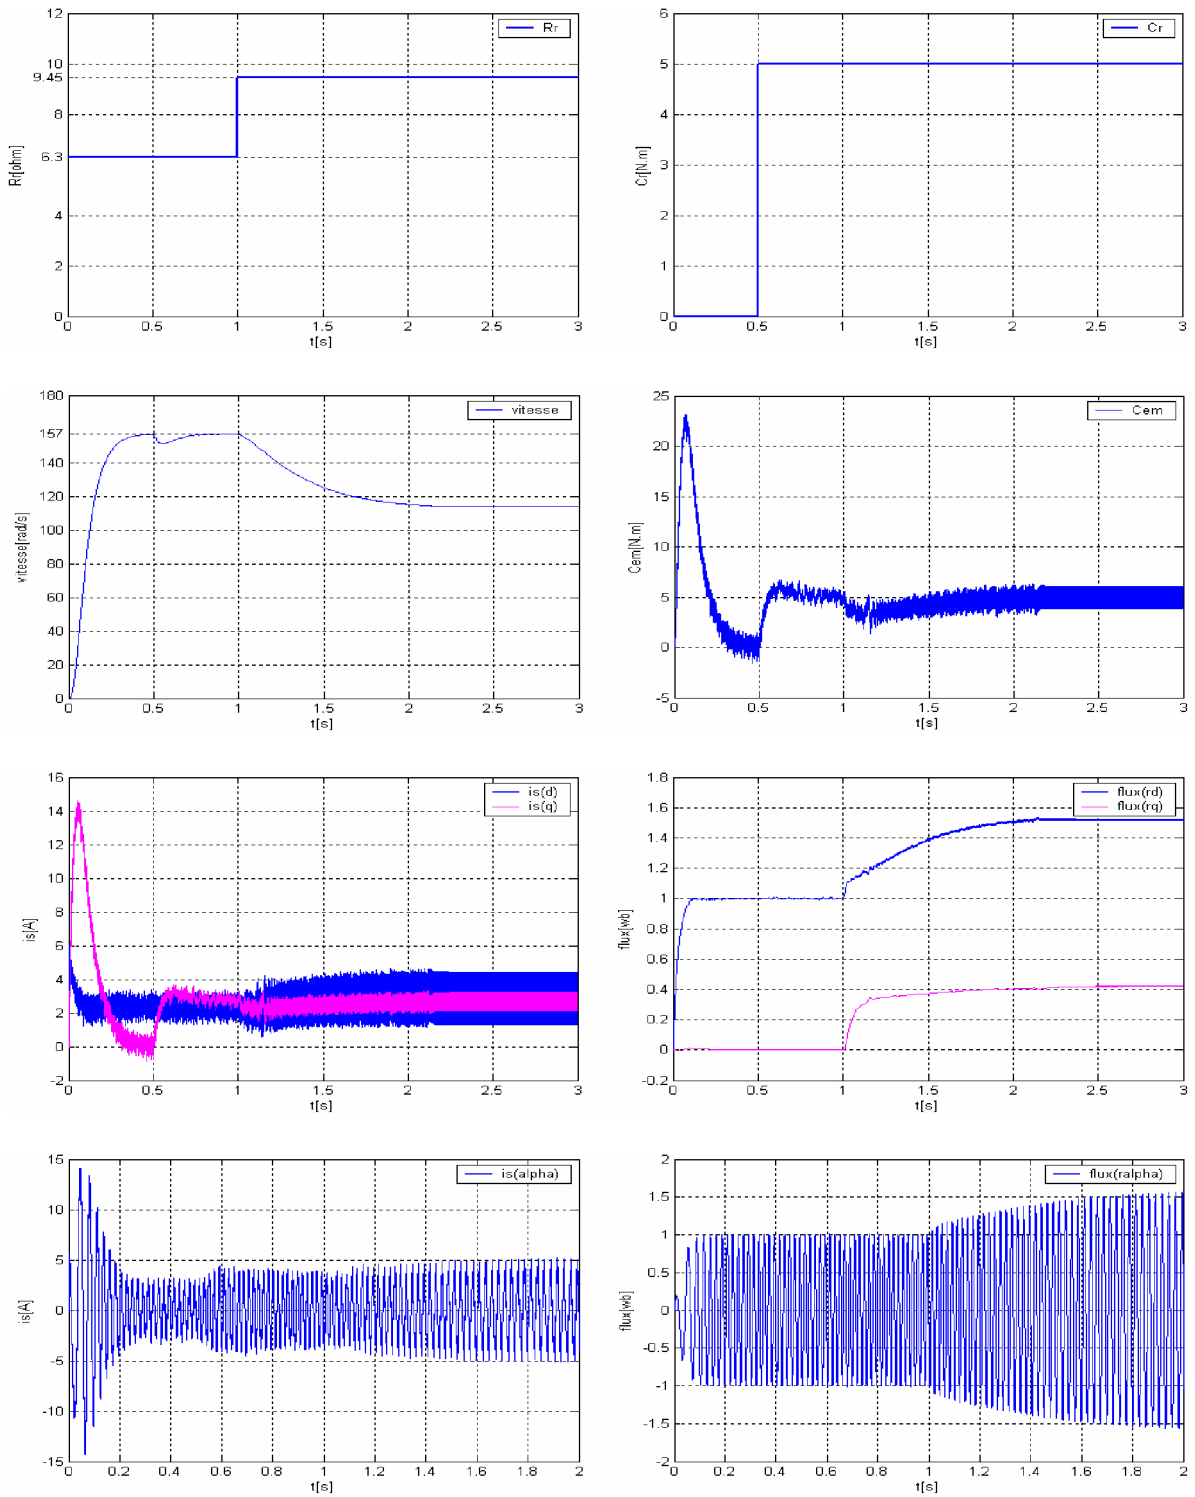 12
10
9.45
8
6.3
4
2
0
Rr[ohm]
Rr
0 0.5 1 1.5 2 2.5 3
t[s]
6
5
4
3
2
1
0
Cr[N.m]
Cr
0 0.5 1 1.5 2 2.5 3
t[s]
180
157
140
120
100
80
60
40
20
0
vitesse[rad/s]
vitesse
0 0.5 1 1.5 2 2.5 3
t[s]
25
20
15
10
5
0
-5
Cem[N.m]
Cem
0 0.5 1 1.5 2 2.5 3
t[s]
16
14
12
10
8
6
4
2
0
-2
is[A]
is(d)
is(q)
0 0.5 1 1.5 2 2.5 3
t[s]
1.8
1.6
1.4
1.2
1
0.8
0.6
0.4
0.2
0
-0.2
flux[wb]
flux(rd)
flux(rq)
0 0.5 1 1.5 2 2.5 3
t[s]
15
10
5
0
-5
-10
-15
is[A]
is(alpha)
0 0.2 0.4 0.6 0.8 1 1.2 1.4 1.6 1.8 2
t[s]
2
1.5
1
0.5
0
-0.5
-1
-1.5
-2
flux[wb]
flux(ralpha)
0 0.2 0.4 0.6 0.8 1 1.2 1.4 1.6 1.8 2
t[s]